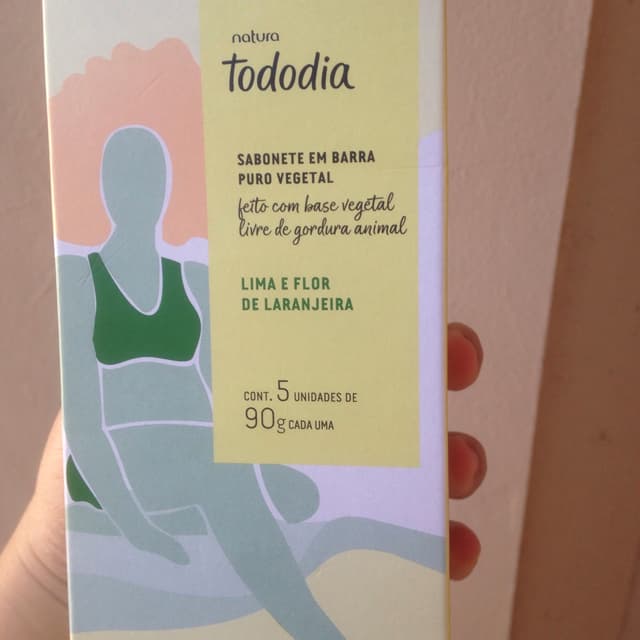 natura
tododia
SABONETE EM BARRA
PURO VEGETAL
feito com base vegetal
livre de gordura animal
LIMA E FLOR
DE LARANJEIRA
CONT. 5 UNIDADES DE
90g CADA UMA